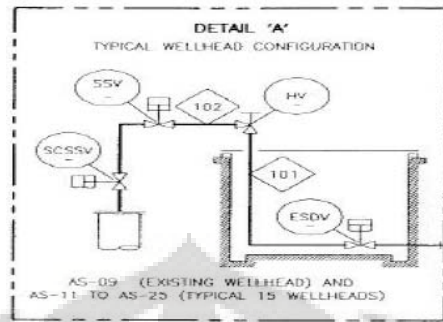 DETAIL 'A'
TYPICAL WELLHEAD CONFIGURATION
SSV
102
HV
SCSSV
101
ESDV
AS-09 (EXISTING WELLHEAD) AND
AS-11 TO AS-25 (TYPICAL 15 WELLHEADS)